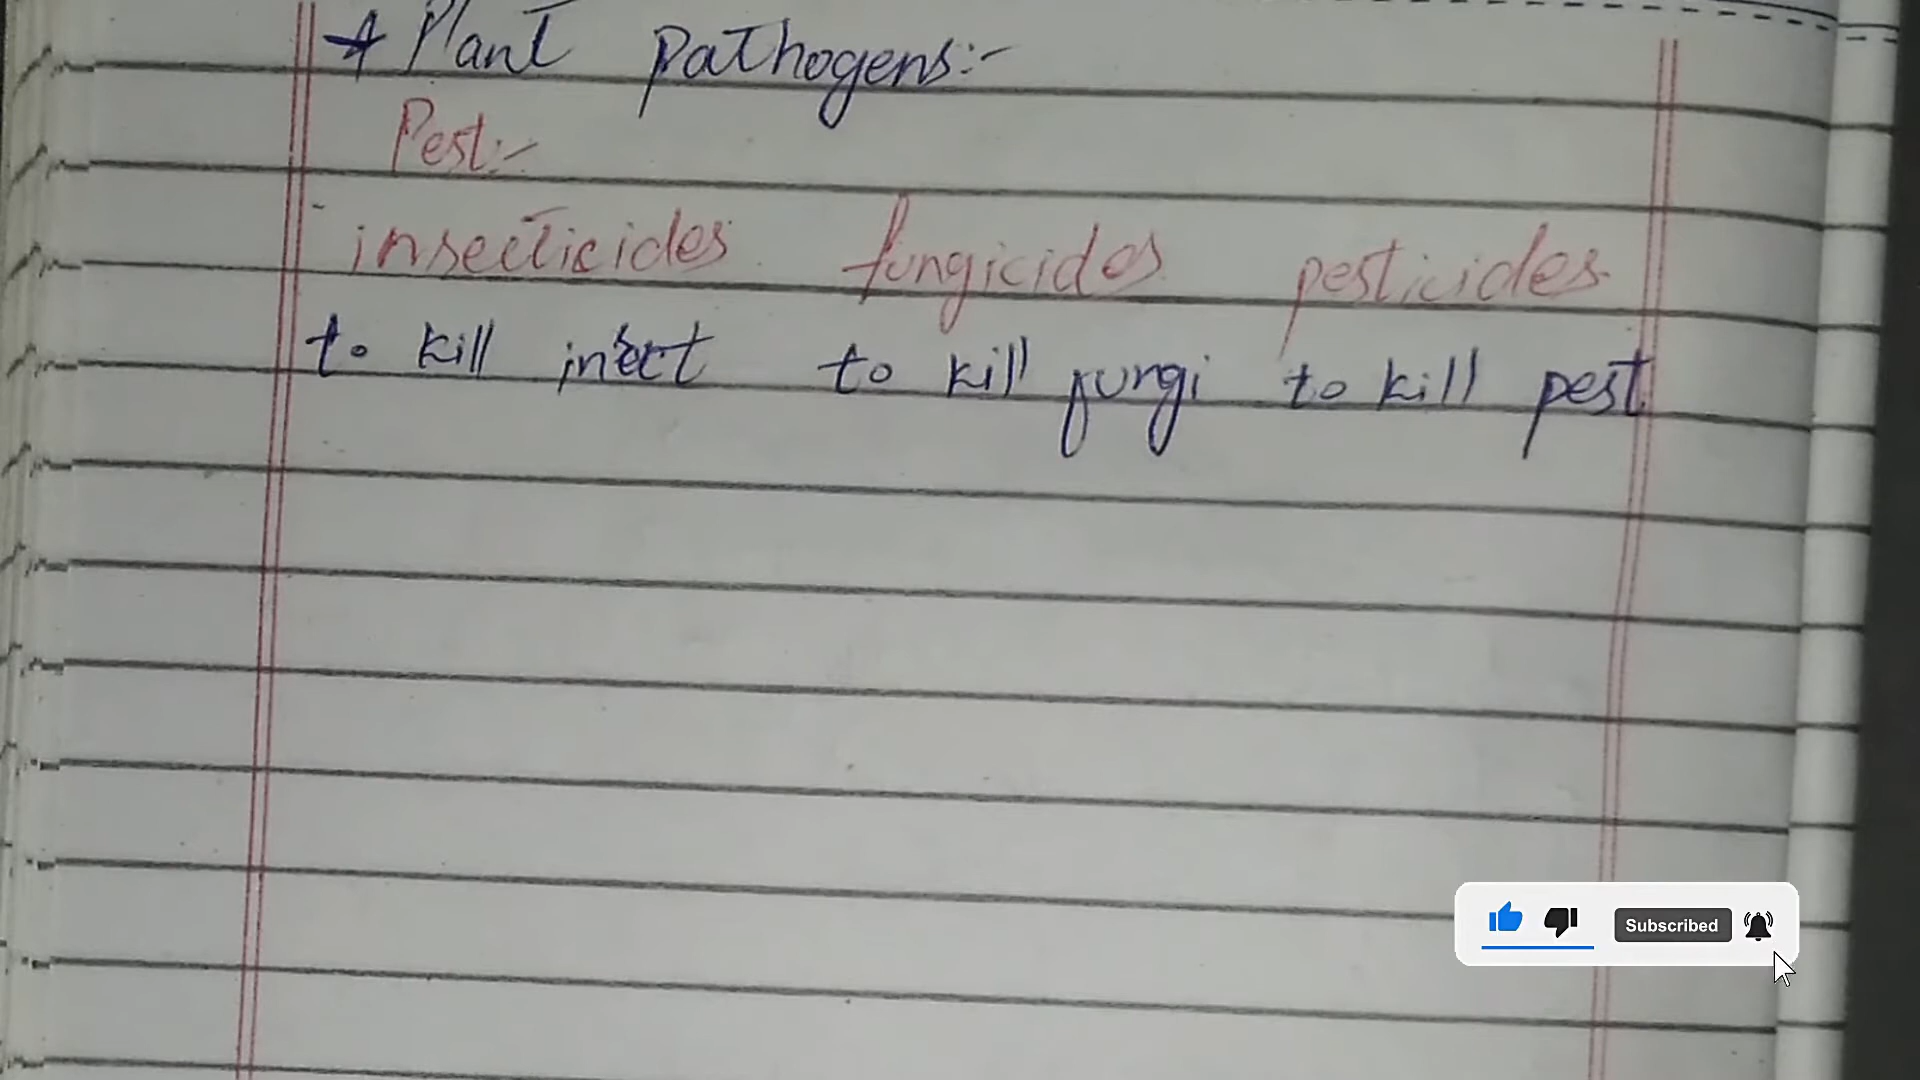 * Plant pathogens:-
Pest:-
insecticides fungicides pesticides
to kill insect to kill fungi to kill pest
Subscribed